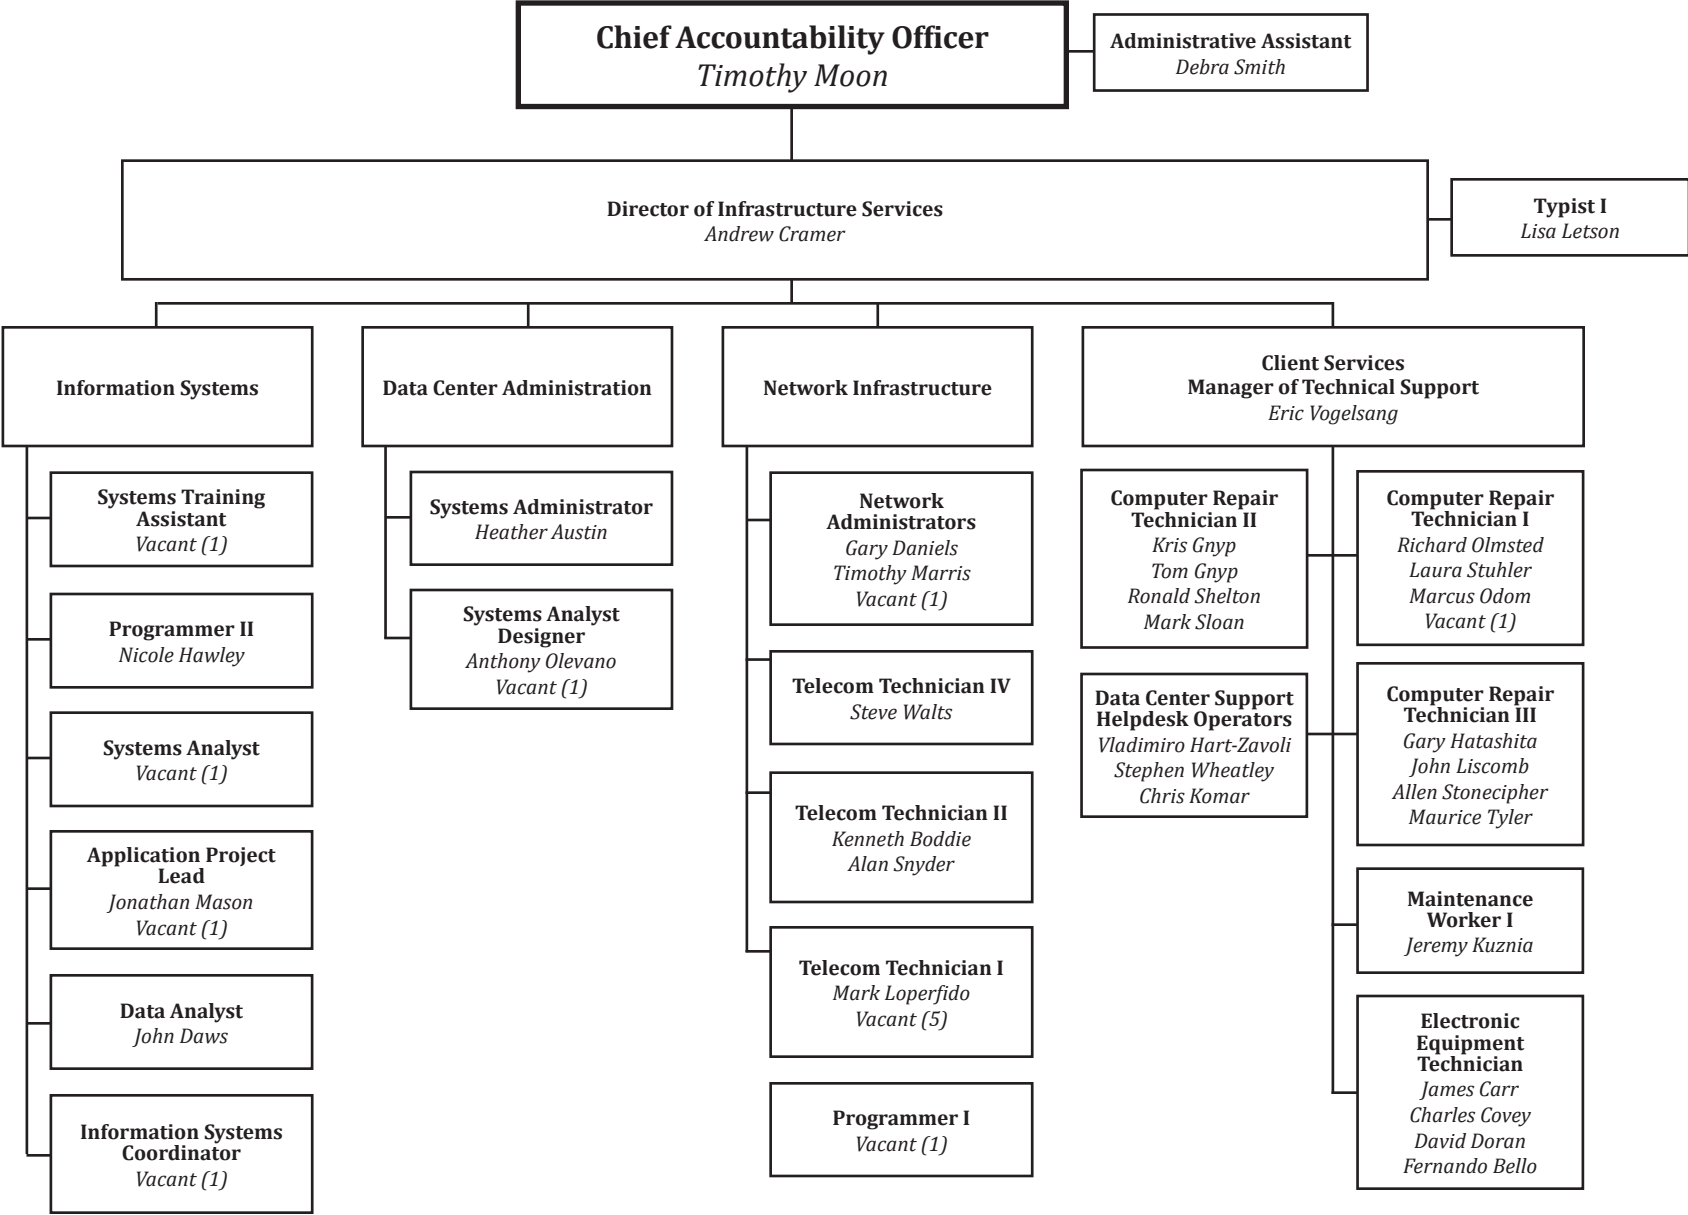 Chief Accountability Officer
Timothy Moon
Administrative Assistant
Debra Smith
Director of Infrastructure Services
Andrew Cramer
Typist I
Lisa Letson
Information Systems
Systems Training
Assistant
Vacant (1)
Programmer II
Nicole Hawley
Systems Analyst
Vacant (1)
Application Project
Lead
Jonathan Mason
Vacant (1)
Data Analyst
John Daws
Information Systems
Coordinator
Vacant (1)
Data Center Administration
Systems Administrator
Heather Austin
Systems Analyst
Designer
Anthony Olevano
Vacant (1)
Network Infrastructure
Network
Administrators
Gary Daniels
Timothy Marris
Vacant (1)
Telecom Technician IV
Steve Walts
Telecom Technician II
Kenneth Boddie
Alan Snyder
Telecom Technician I
Mark Loperfido
Vacant (5)
Programmer I
Vacant (1)
Client Services
Manager of Technical Support
Eric Vogelsang
Computer Repair
Technician II
Kris Gnyp
Tom Gnyp
Ronald Shelton
Mark Sloan
Data Center Support
Helpdesk Operators
Vladimiro Hart-Zavoli
Stephen Wheatley
Chris Komar
Computer Repair
Technician I
Richard Olmsted
Laura Stuhler
Marcus Odom
Vacant (1)
Computer Repair
Technician III
Gary Hatashita
John Liscomb
Allen Stonecipher
Maurice Tyler
Maintenance
Worker I
Jeremy Kuznia
Electronic
Equipment
Technician
James Carr
Charles Covey
David Doran
Fernando Bello